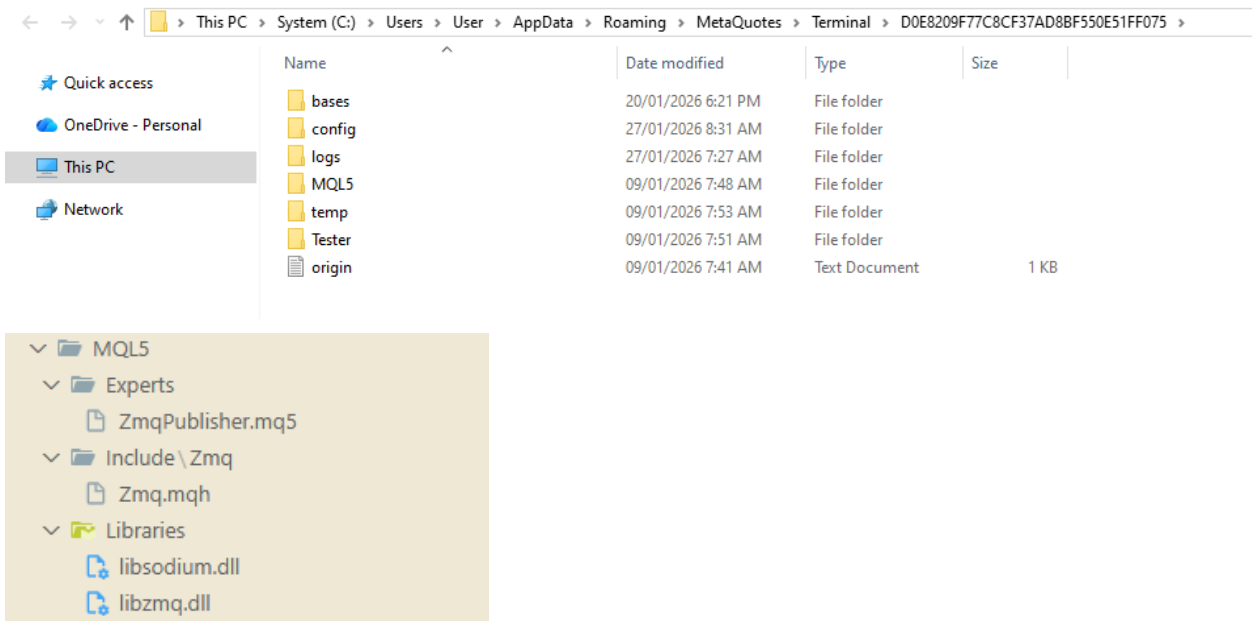 This PC > System (C:) > Users > User > AppData > Roaming > MetaQuotes > Terminal > D0E8209F77C8CF37AD8BF550E51FF075 >
Quick access
OneDrive - Personal
This PC
Network
Name Date modified Type Size
bases 20/01/2026 6:21 PM File folder
config 27/01/2026 8:31 AM File folder
logs 27/01/2026 7:27 AM File folder
MQL5 09/01/2026 7:48 AM File folder
temp 09/01/2026 7:53 AM File folder
Tester 09/01/2026 7:51 AM File folder
origin 09/01/2026 7:41 AM Text Document 1 KB
MQL5
Experts
ZmqPublisher.mq5
Include\Zmq
Zmq.mqh
Libraries
libsodium.dll
libzmq.dll